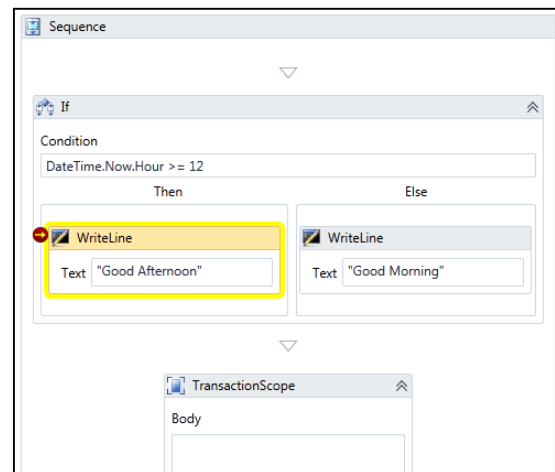 Sequence
If
Condition
DateTime.Now.Hour >= 12
Then
Else
WriteLine
Text "Good Afternoon"
WriteLine
Text "Good Morning"
TransactionScope
Body